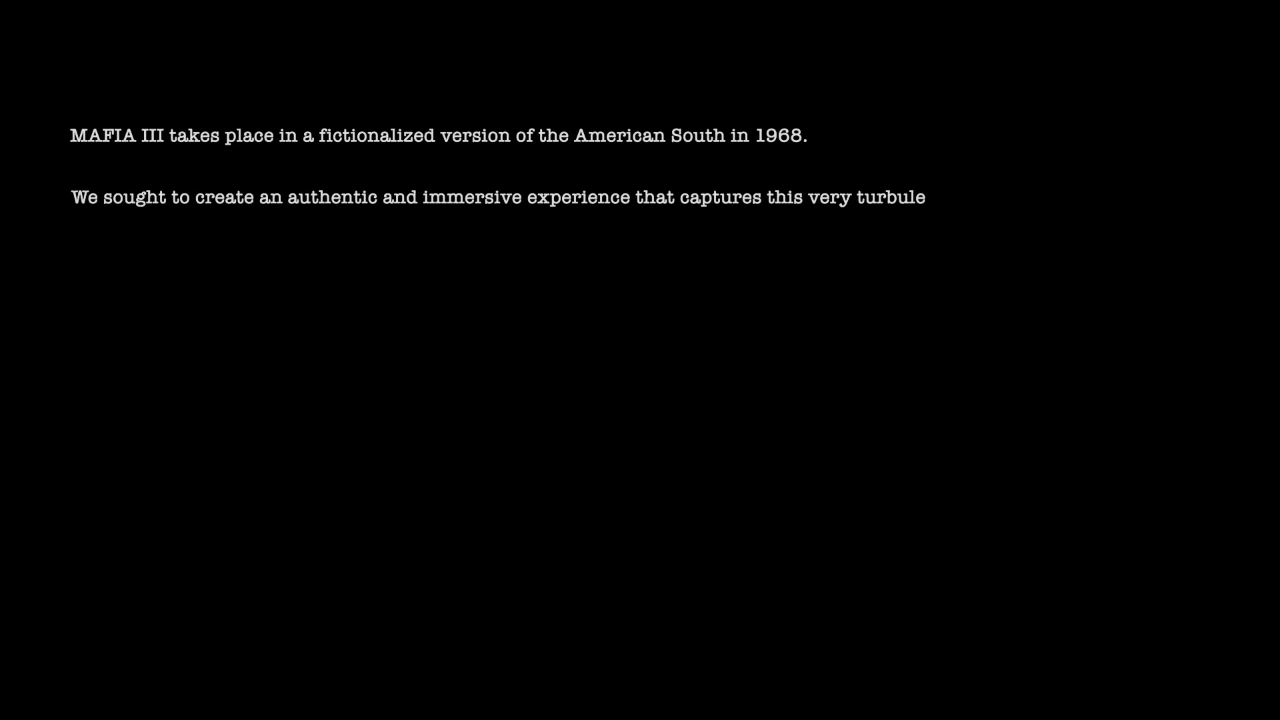 MAFIA III takes place in a fictionalized version of the American South in 1968.
We sought to create an authentic and immersive experience that captures this very turbule